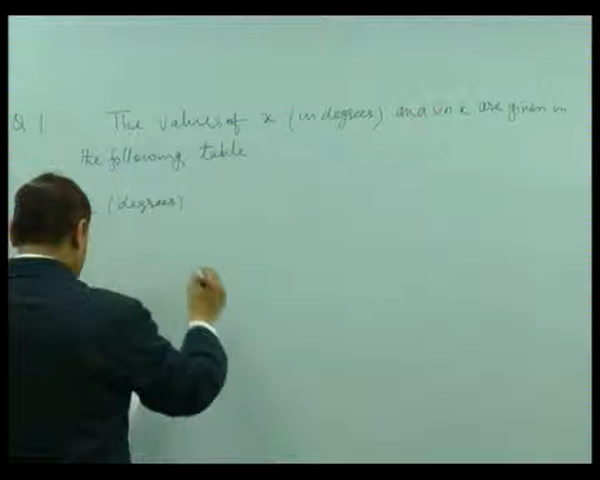 Q 1 The values of x (in degrees) and sin x are given in
the following table
(degrees)